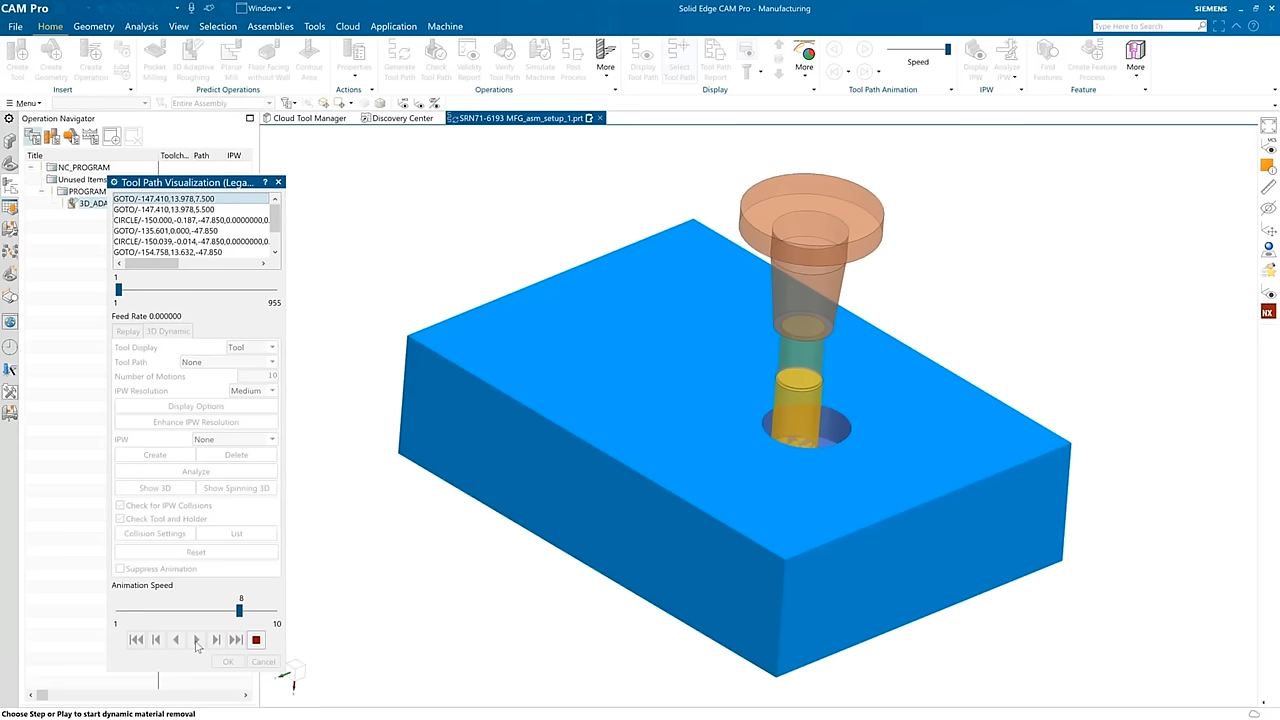 CAM Pro
Window
Solid Edge CAM Pro - Manufacturing
SIEMENS
File Home Geometry Analysis View Selection Assemblies Tools Cloud Application Machine
Type Here to Search
Create Tool
Create Geometry
Create Operation
Pocket Milling
3D Adaptive Roughing
Planar Mill
Floor Facing without Wall
Contour Area
Properties
Generate Tool Path
Check Tool Path
Validity Report
Verify Tool Path
Simulate Machine
Post Process
More
Display Tool Path
Select Tool Path
Tool Path Report
More
Speed
Display IPW
Analyze IPW
Find Features
Create Feature Process
More
Insert
Predict Operations
Actions
Operations
Display
Tool Path Animation
IPW
Feature
Menu
Entire Assembly
Operation Navigator
Cloud Tool Manager
Discovery Center
SRN71-6193 MFG_asm_setup_1.prt
Title Toolch... Path IPW
NC_PROGRAM
Unused Items
PROGRAM
3D_ADA
Tool Path Visualization (Lega...
GOTO/-147.410,13.978,7.500
GOTO/-147.410,13.978,5.500
CIRCLE/-150.000,-0.187,-47.850,0.0000000,0.
GOTO/-135.601,0.000,-47.850
CIRCLE/-150.039,-0.014,-47.850,0.0000000,0.
GOTO/-154.758,13.632,-47.850
1
1 955
Feed Rate 0.000000
Replay 3D Dynamic
Tool Display Tool
Tool Path None
Number of Motions 10
IPW Resolution Medium
Display Options
Enhance IPW Resolution
IPW None
Create Delete
Analyze
Show 3D Show Spinning 3D
Check for IPW Collisions
Check Tool and Holder
Collision Settings List
Reset
Suppress Animation
Animation Speed
8
1 10
OK Cancel
MCS
NX
Choose Step or Play to start dynamic material removal